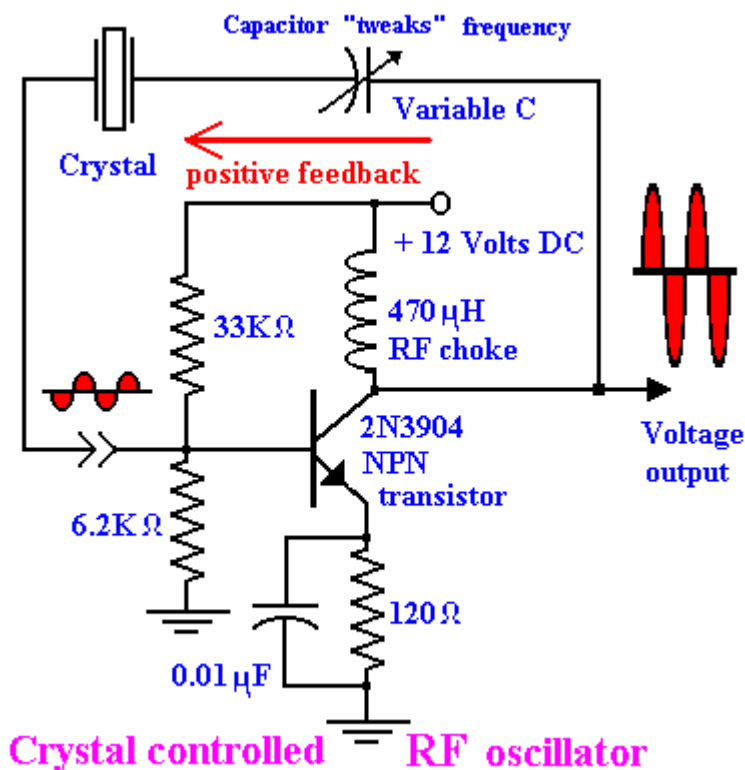 Capacitor "tweaks" frequency
Variable C
Crystal
positive feedback
+ 12 Volts DC
33KΩ
470 μH
RF choke
2N3904
NPN
transistor
Voltage
output
6.2KΩ
120Ω
0.01μF
Crystal controlled RF oscillator